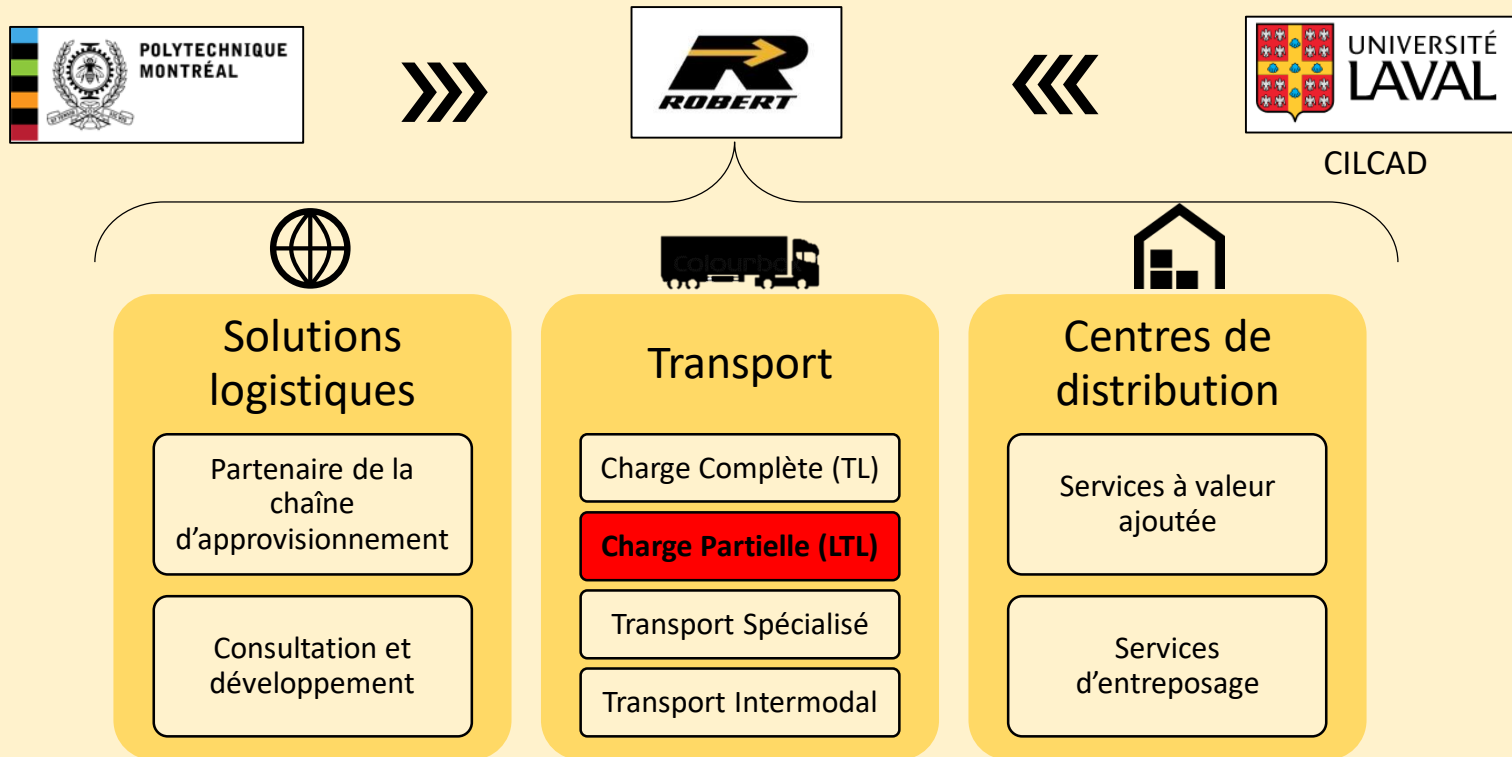 POLYTECHNIQUE
MONTRÉAL
ROBERT
UNIVERSITÉ
LAVAL
CILCAD
Colourbo
Solutions
logistiques
Partenaire de la
chaîne
d'approvisionnement
Consultation et
développement
Transport
Charge Complète (TL)
Charge Partielle (LTL)
Transport Spécialisé
Transport Intermodal
Centres de
distribution
Services à valeur
ajoutée
Services
d'entreposage